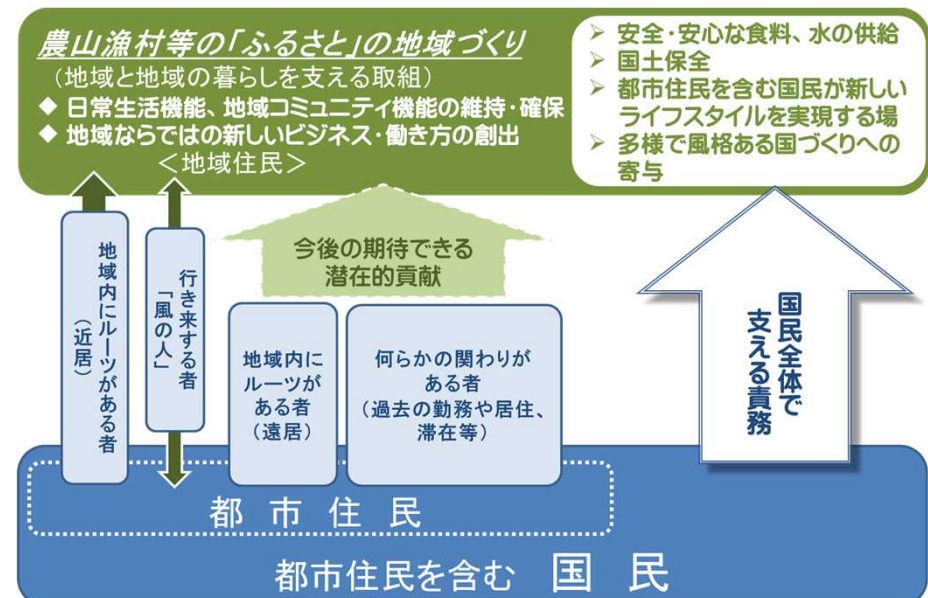 農山漁村等の「ふるさと」の地域づくり
（地域と地域の暮らしを支える取組）
◆ 日常生活機能、地域コミュニティ機能の維持・確保
◆ 地域ならではの新しいビジネス・働き方の創出
＜地域住民＞
➢ 安全・安心な食料、水の供給
➢ 国土保全
➢ 都市住民を含む国民が新しい
ライフスタイルを実現する場
➢ 多様で風格ある国づくりへの
寄与
地域内にルーツがある者
（近居）
行き来する者
「風の人」
今後の期待できる
潜在的貢献
地域内に
ルーツが
ある者
（遠居）
何らかの関わりが
ある者
（過去の勤務や居住、
滞在等）
国民全体で
支える責務
都市住民
都市住民を含む 国民